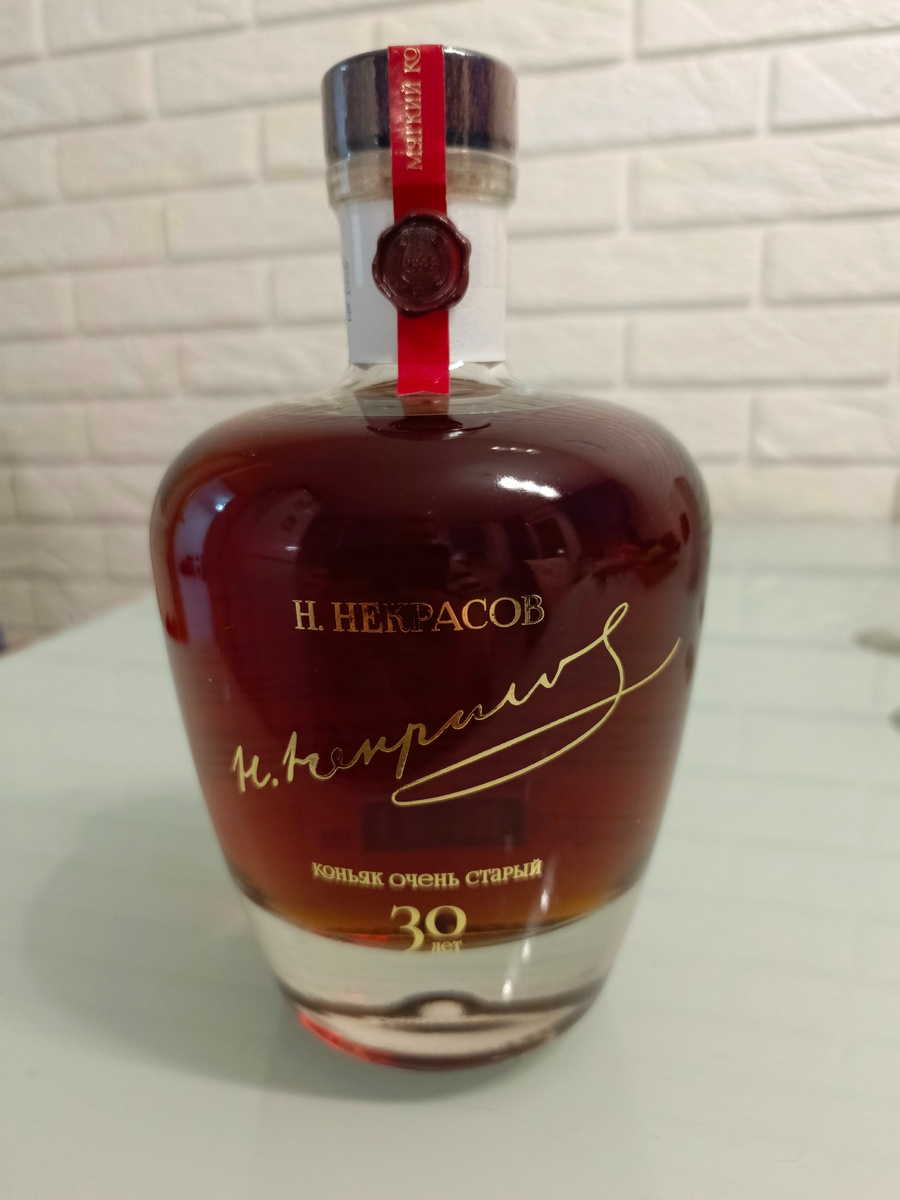 МЯГКИЙ КО
Н. НЕКРАСОВ
Н. Некрасов
КОНЬЯК ОЧЕНЬ СТАРЫЙ
30
лет